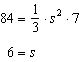 84 = 1/3 · s² · 7
6 = s